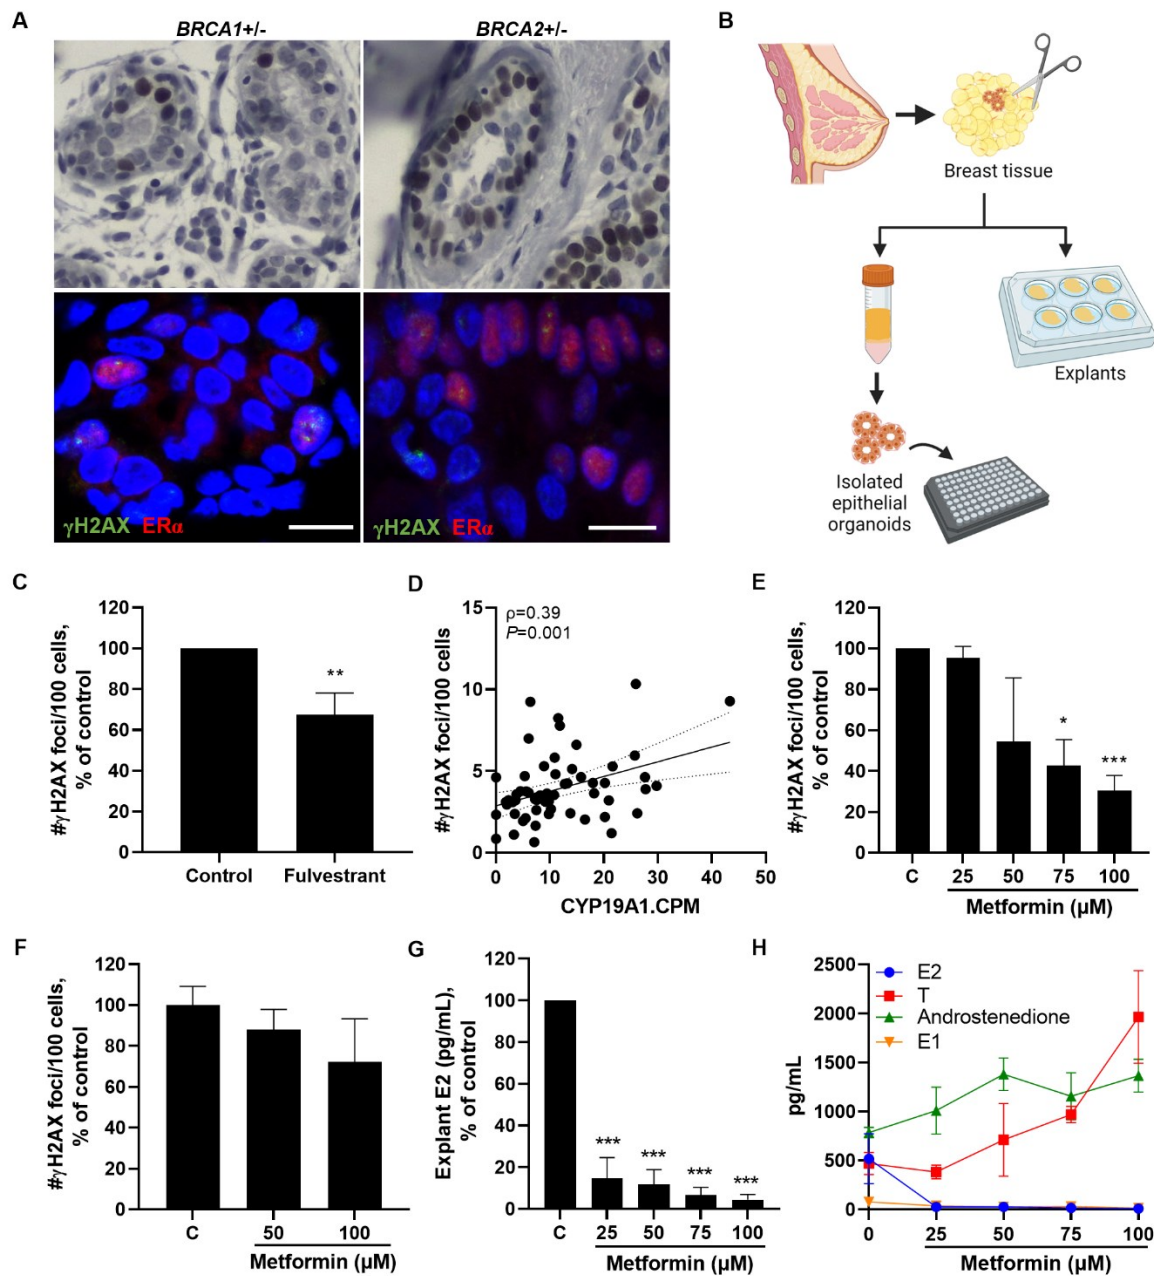 A
BRCA1+/-
BRCA2+/-
γH2AX ERα
γH2AX ERα
B
Breast tissue
Explants
Isolated
epithelial
organoids
C
#γH2AX foci/100 cells,
% of control
120
100
80
60
40
20
0
**
Control
Fulvestrant
D
#γH2AX foci/100 cells
ρ=0.39
P=0.001
15
10
5
0
0 10 20 30 40 50
CYP19A1.CPM
E
#γH2AX foci/100 cells,
% of control
120
100
80
60
40
20
0
*
***
C 25 50 75 100
Metformin (µM)
F
#γH2AX foci/100 cells,
% of control
120
100
80
60
40
20
0
C 50 100
Metformin (µM)
G
Explant E2 (pg/mL),
% of control
120
100
80
60
40
20
0
*** *** *** ***
C 25 50 75 100
Metformin (µM)
H
E2
T
Androstenedione
E1
pg/mL
2500
2000
1500
1000
500
0
0 25 50 75 100
Metformin (µM)